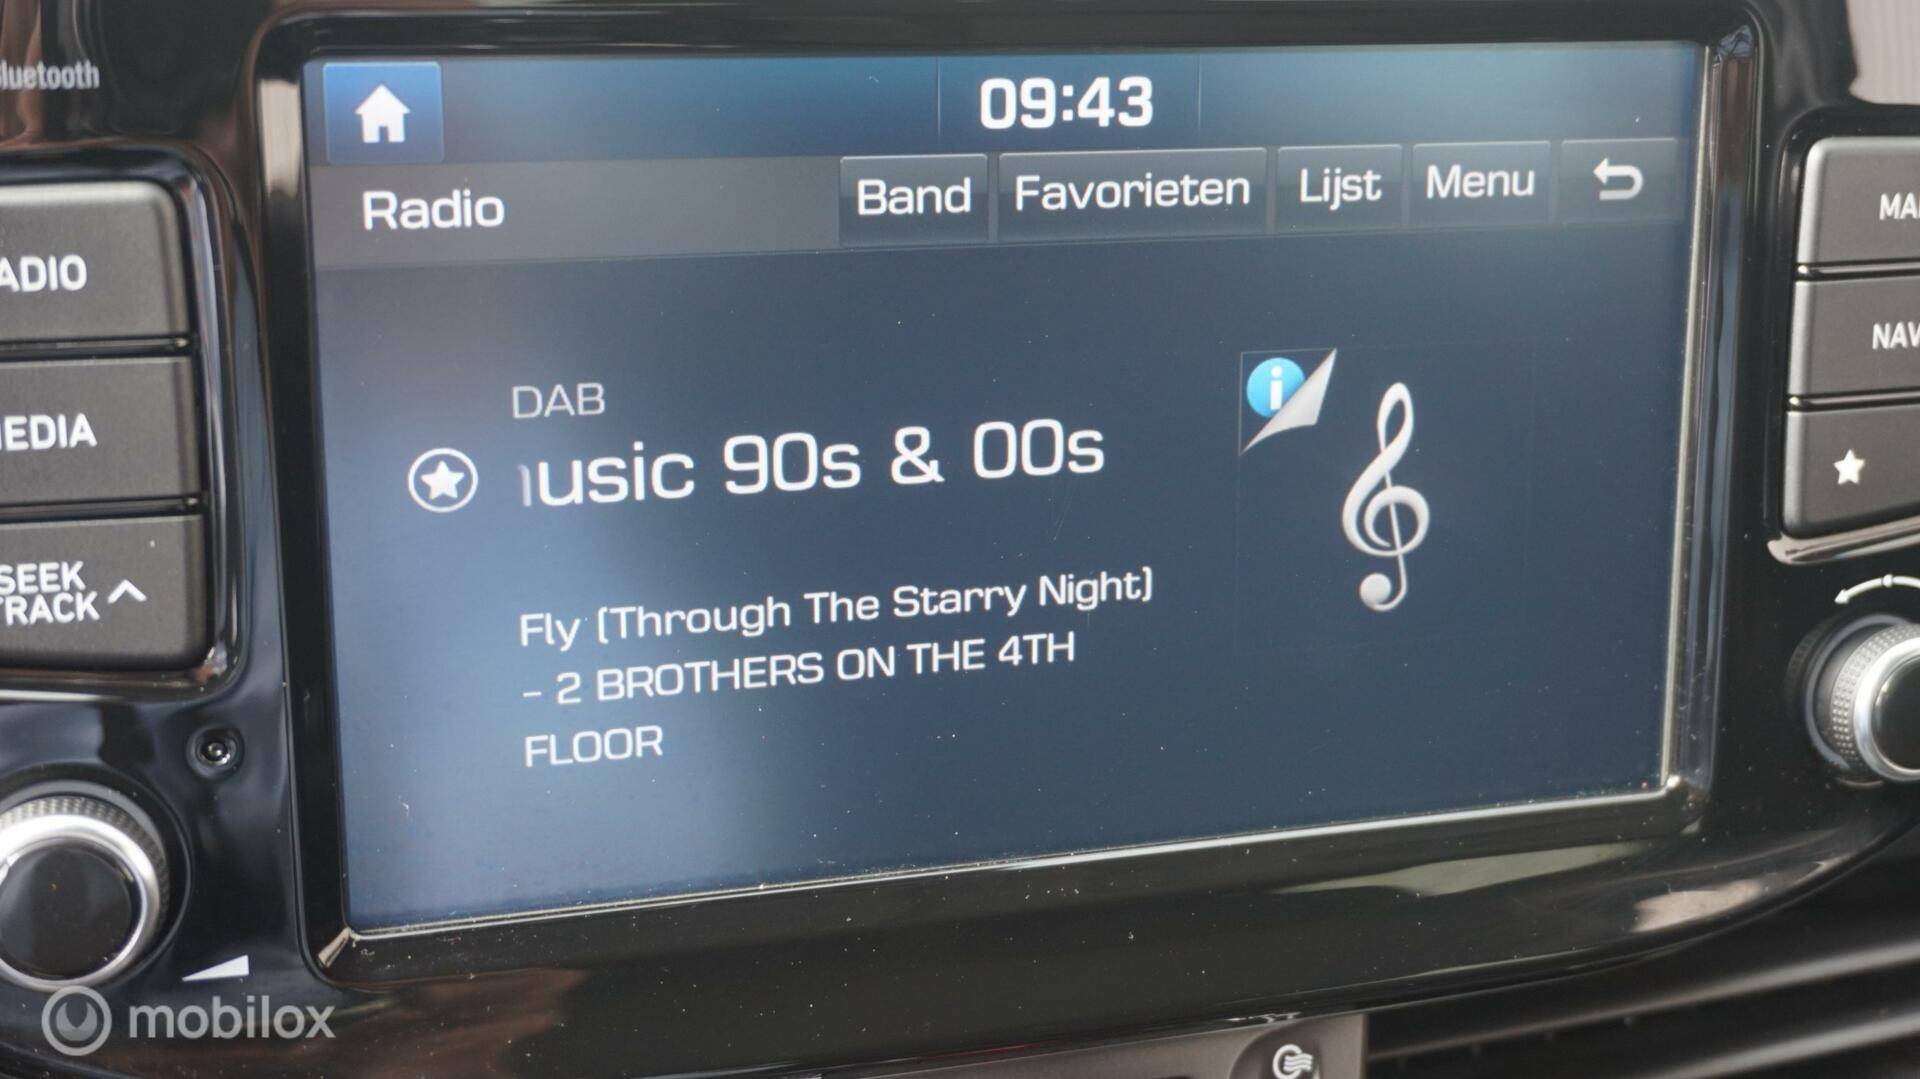 09:43
Radio
Band
Favorieten
Lijst
Menu
DAB
usic 90s & 00s
Fly (Through The Starry Night)
- 2 BROTHERS ON THE 4TH
FLOOR
luetooth
ADIO
EDIA
SEEK
TRACK
MA
NAV
mobilox